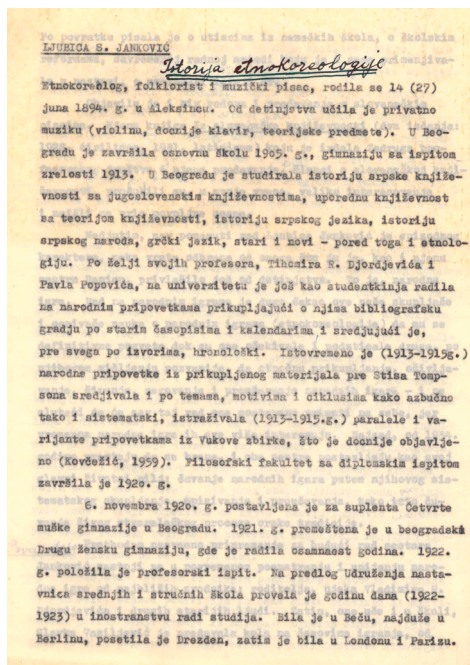 LJUBICA S. JANKOVIĆ
Istorija etnokoreologije
Etnokoreolog, folklorist i muzički pisac, rodila se 14 (27)
juna 1894. g. u Aleksincu. Od detinjstva učila je privatno
muziku (violinu, docnije klavir, teorijske predmete). U Beo-
gradu je završila osnovnu školu 1905. g., gimnaziju sa ispitom
zrelosti 1913. U Beogradu je studirala istoriju srpske književ-
nosti sa jugoslovenskim književnostima, uporednu književnost
sa teorijom književnosti, istoriju srpskog jezika, istoriju
srpskog naroda, grčki jezik, stari i novi - pored toga i etnolo-
giju. Po želji svojih profesora, Tihomira R. Djordjevića i
Pavla Popovića, na univerzitetu je još kao studentkinja radila
na narodnim pripovetkama prikupljajući o njima bibliografsku
gradju po starim časopisima i kalendarima i sredjujući je,
pre svega po izvorima, hronološki. Istovremeno je (1913-1915g.)
narodne pripovetke iz prikupljenog materijala pre Stisa Tomp-
sona sredjivala i po temama, motivima i ciklusima kako azbučno
tako i sistematski, istraživala (1913-1915.g.) paralele i va-
rijante pripovetkama iz Vukove zbirke, što je docnije objavlje-
no (Kovčežić, 1959). Filosofski fakultet sa diplomskim ispitom
završila je 1920. g.
6. novembra 1920. g. postavljena je za suplenta Četvrte
muške gimnazije u Beogradu. 1921. g. premeštena je u beogradsku
Drugu žensku gimnaziju, gde je radila osamnaest godina. 1922.
g. položila je profesorski ispit. Na predlog Udruženja nasta-
vnica srednjih i stručnih škola provela je godinu dana (1922-
1923) u inostranstvu radi studija. Bila je u Beču, najduže u
Berlinu, posetila je Drezden, zatim je bila u Londonu i Parizu.